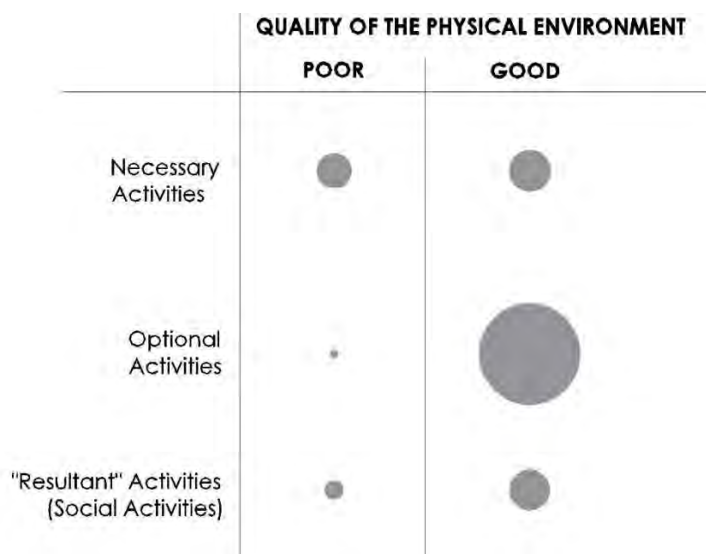 QUALITY OF THE PHYSICAL ENVIRONMENT
POOR GOOD
Necessary
Activities
Optional
Activities
"Resultant" Activities
(Social Activities)